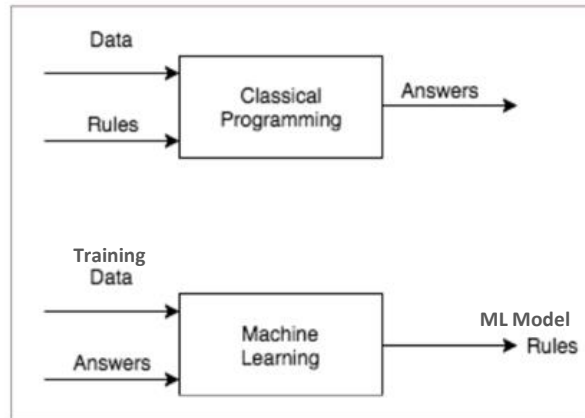 Data
Classical
Programming
Answers
Rules
Training
Data
Machine
Learning
ML Model
Rules
Answers